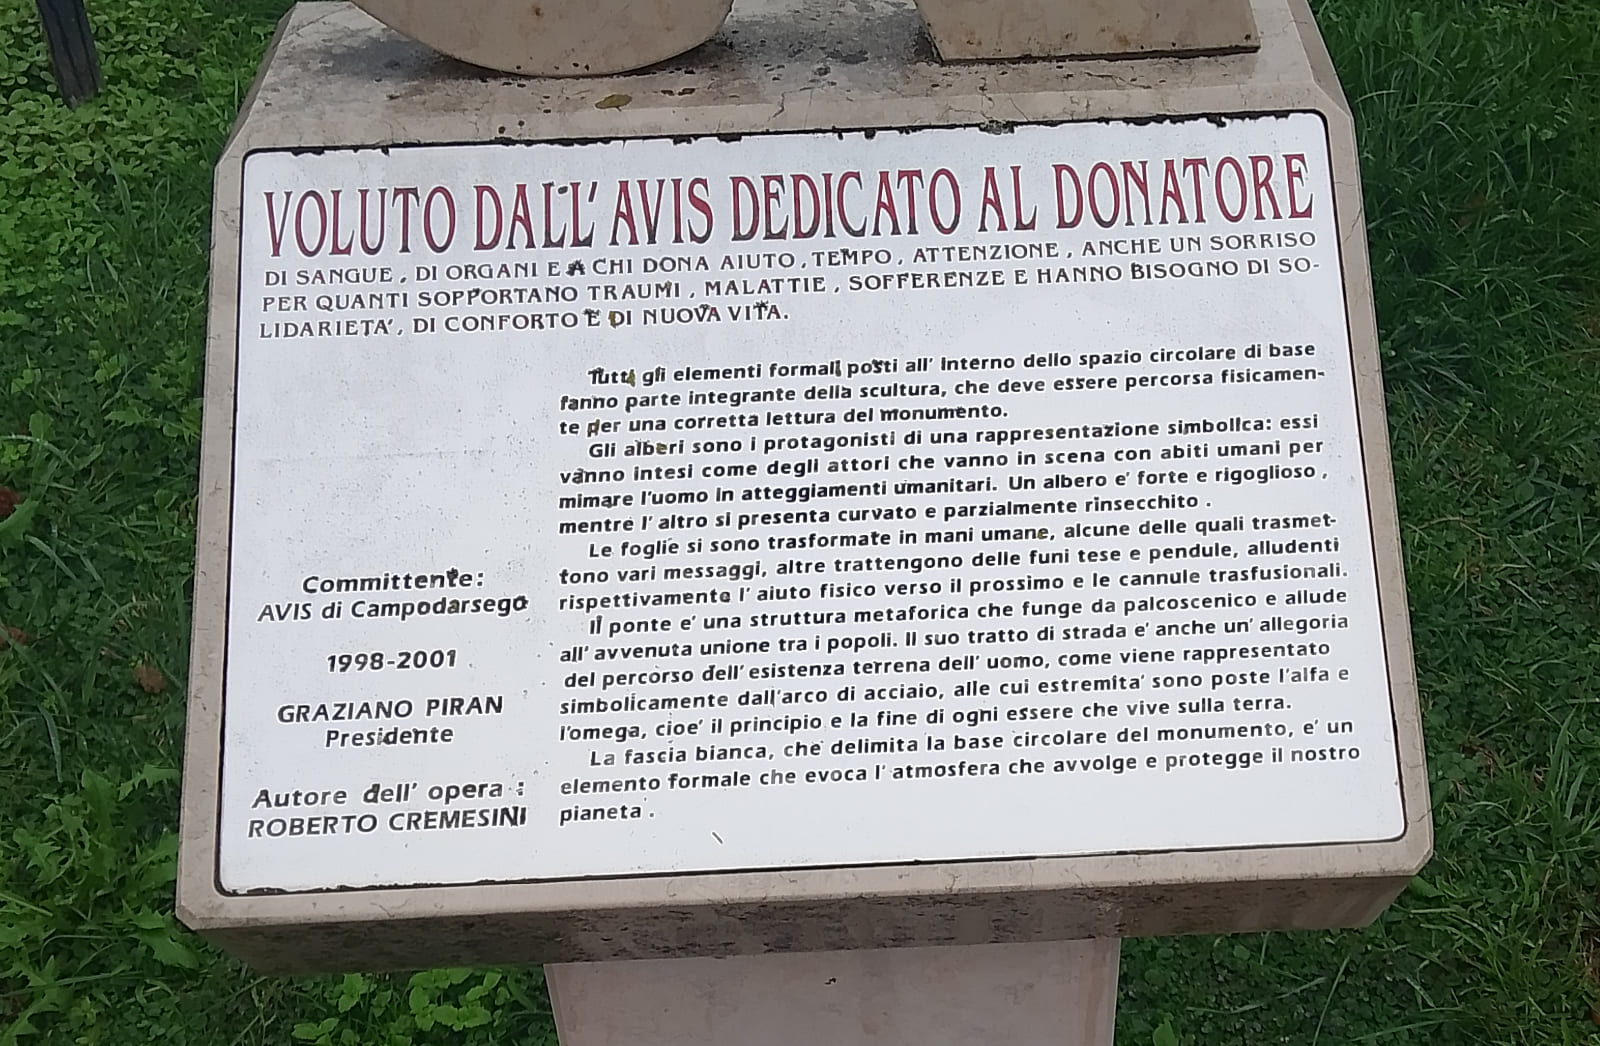 VOLUTO DALL'AVIS DEDICATO AL DONATORE
DI SANGUE, DI ORGANI E A CHI DONA AIUTO, TEMPO, ATTENZIONE, ANCHE UN SORRISO
PER QUANTI SOPPORTANO TRAUMI, MALATTIE, SOFFERENZE E HANNO BISOGNO DI SO-
LIDARIETA', DI CONFORTO E DI NUOVA VITA.
Tutti gli elementi formali posti all' interno dello spazio circolare di base
fanno parte integrante della scultura, che deve essere percorsa fisicamen-
te per una corretta lettura del monumento.
Gli alberi sono i protagonisti di una rappresentazione simbolica: essi
vanno intesi come degli attori che vanno in scena con abiti umani per
mimare l'uomo in atteggiamenti umanitari. Un albero e' forte e rigoglioso,
mentre l' altro si presenta curvato e parzialmente rinsecchito.
Le foglie si sono trasformate in mani umane, alcune delle quali trasmet-
tono vari messaggi, altre trattengono delle funi tese e pendule, alludenti
rispettivamente l' aiuto fisico verso il prossimo e le cannule trasfusionali.
Il ponte e' una struttura metaforica che funge da palcoscenico e allude
all' avvenuta unione tra i popoli. Il suo tratto di strada e' anche un' allegoria
del percorso dell' esistenza terrena dell' uomo, come viene rappresentato
simbolicamente dall'arco di acciaio, alle cui estremita' sono poste l'alfa e
l'omega, cioe' il principio e la fine di ogni essere che vive sulla terra.
La fascia bianca, che delimita la base circolare del monumento, e' un
elemento formale che evoca l' atmosfera che avvolge e protegge il nostro
pianeta.
Committente:
AVIS di Campodarsego
1998-2001
GRAZIANO PIRAN
Presidente
Autore dell' opera:
ROBERTO CREMESINI